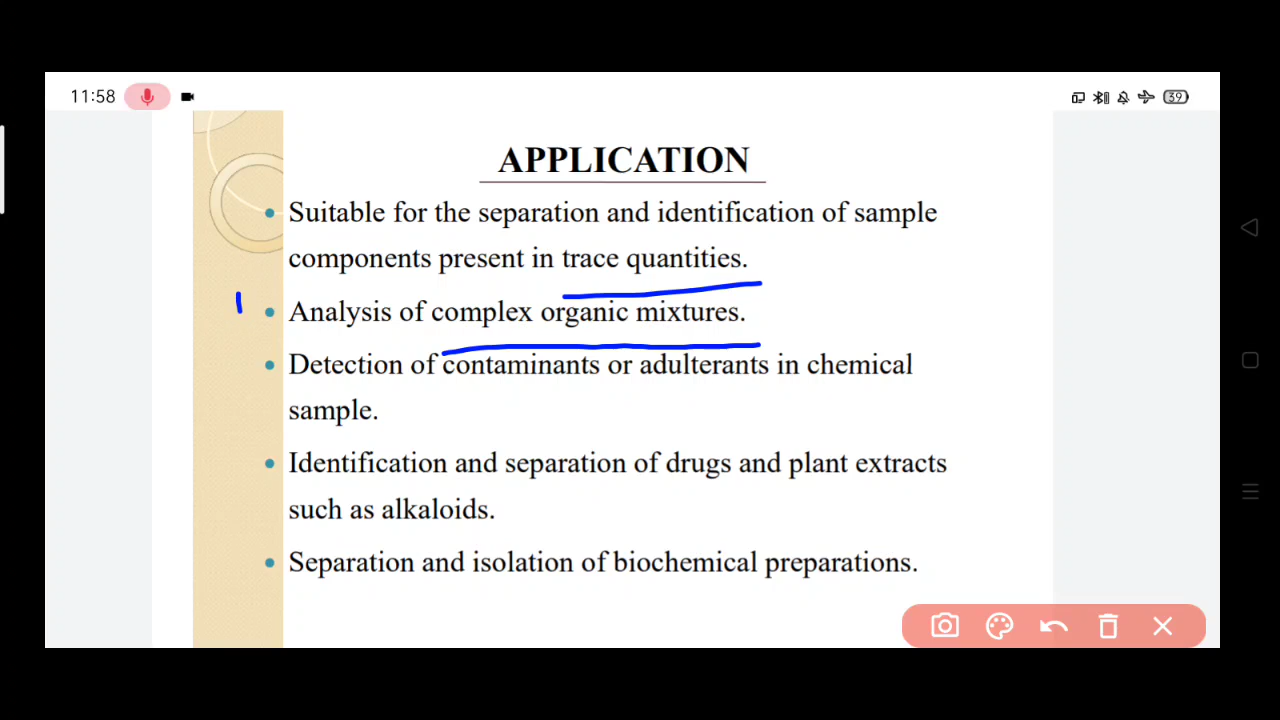 11:58
39
APPLICATION
Suitable for the separation and identification of sample
components present in trace quantities.
Analysis of complex organic mixtures.
Detection of contaminants or adulterants in chemical
sample.
Identification and separation of drugs and plant extracts
such as alkaloids.
Separation and isolation of biochemical preparations.